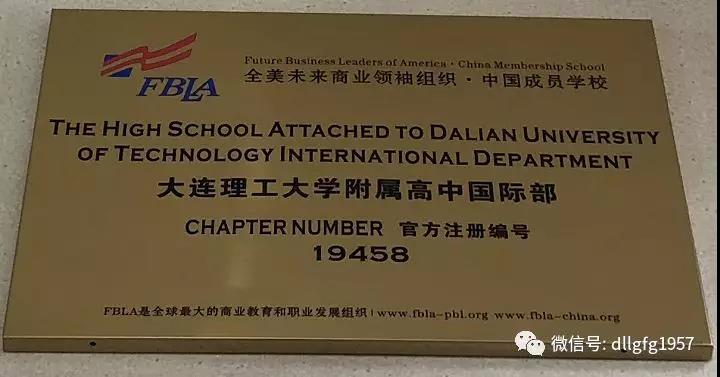 FBLA
Future Business Leaders of America · China Membership School
全美未来商业领袖组织·中国成员学校
THE HIGH SCHOOL ATTACHED TO DALIAN UNIVERSITY
OF TECHNOLOGY INTERNATIONAL DEPARTMENT
大连理工大学附属高中国际部
CHAPTER NUMBER 官方注册编号
19458
FBLA是全球最大的商业教育和职业发展组织 | www.fbla-pbl.org www.fbla-china.org
微信号: dllgfg1957